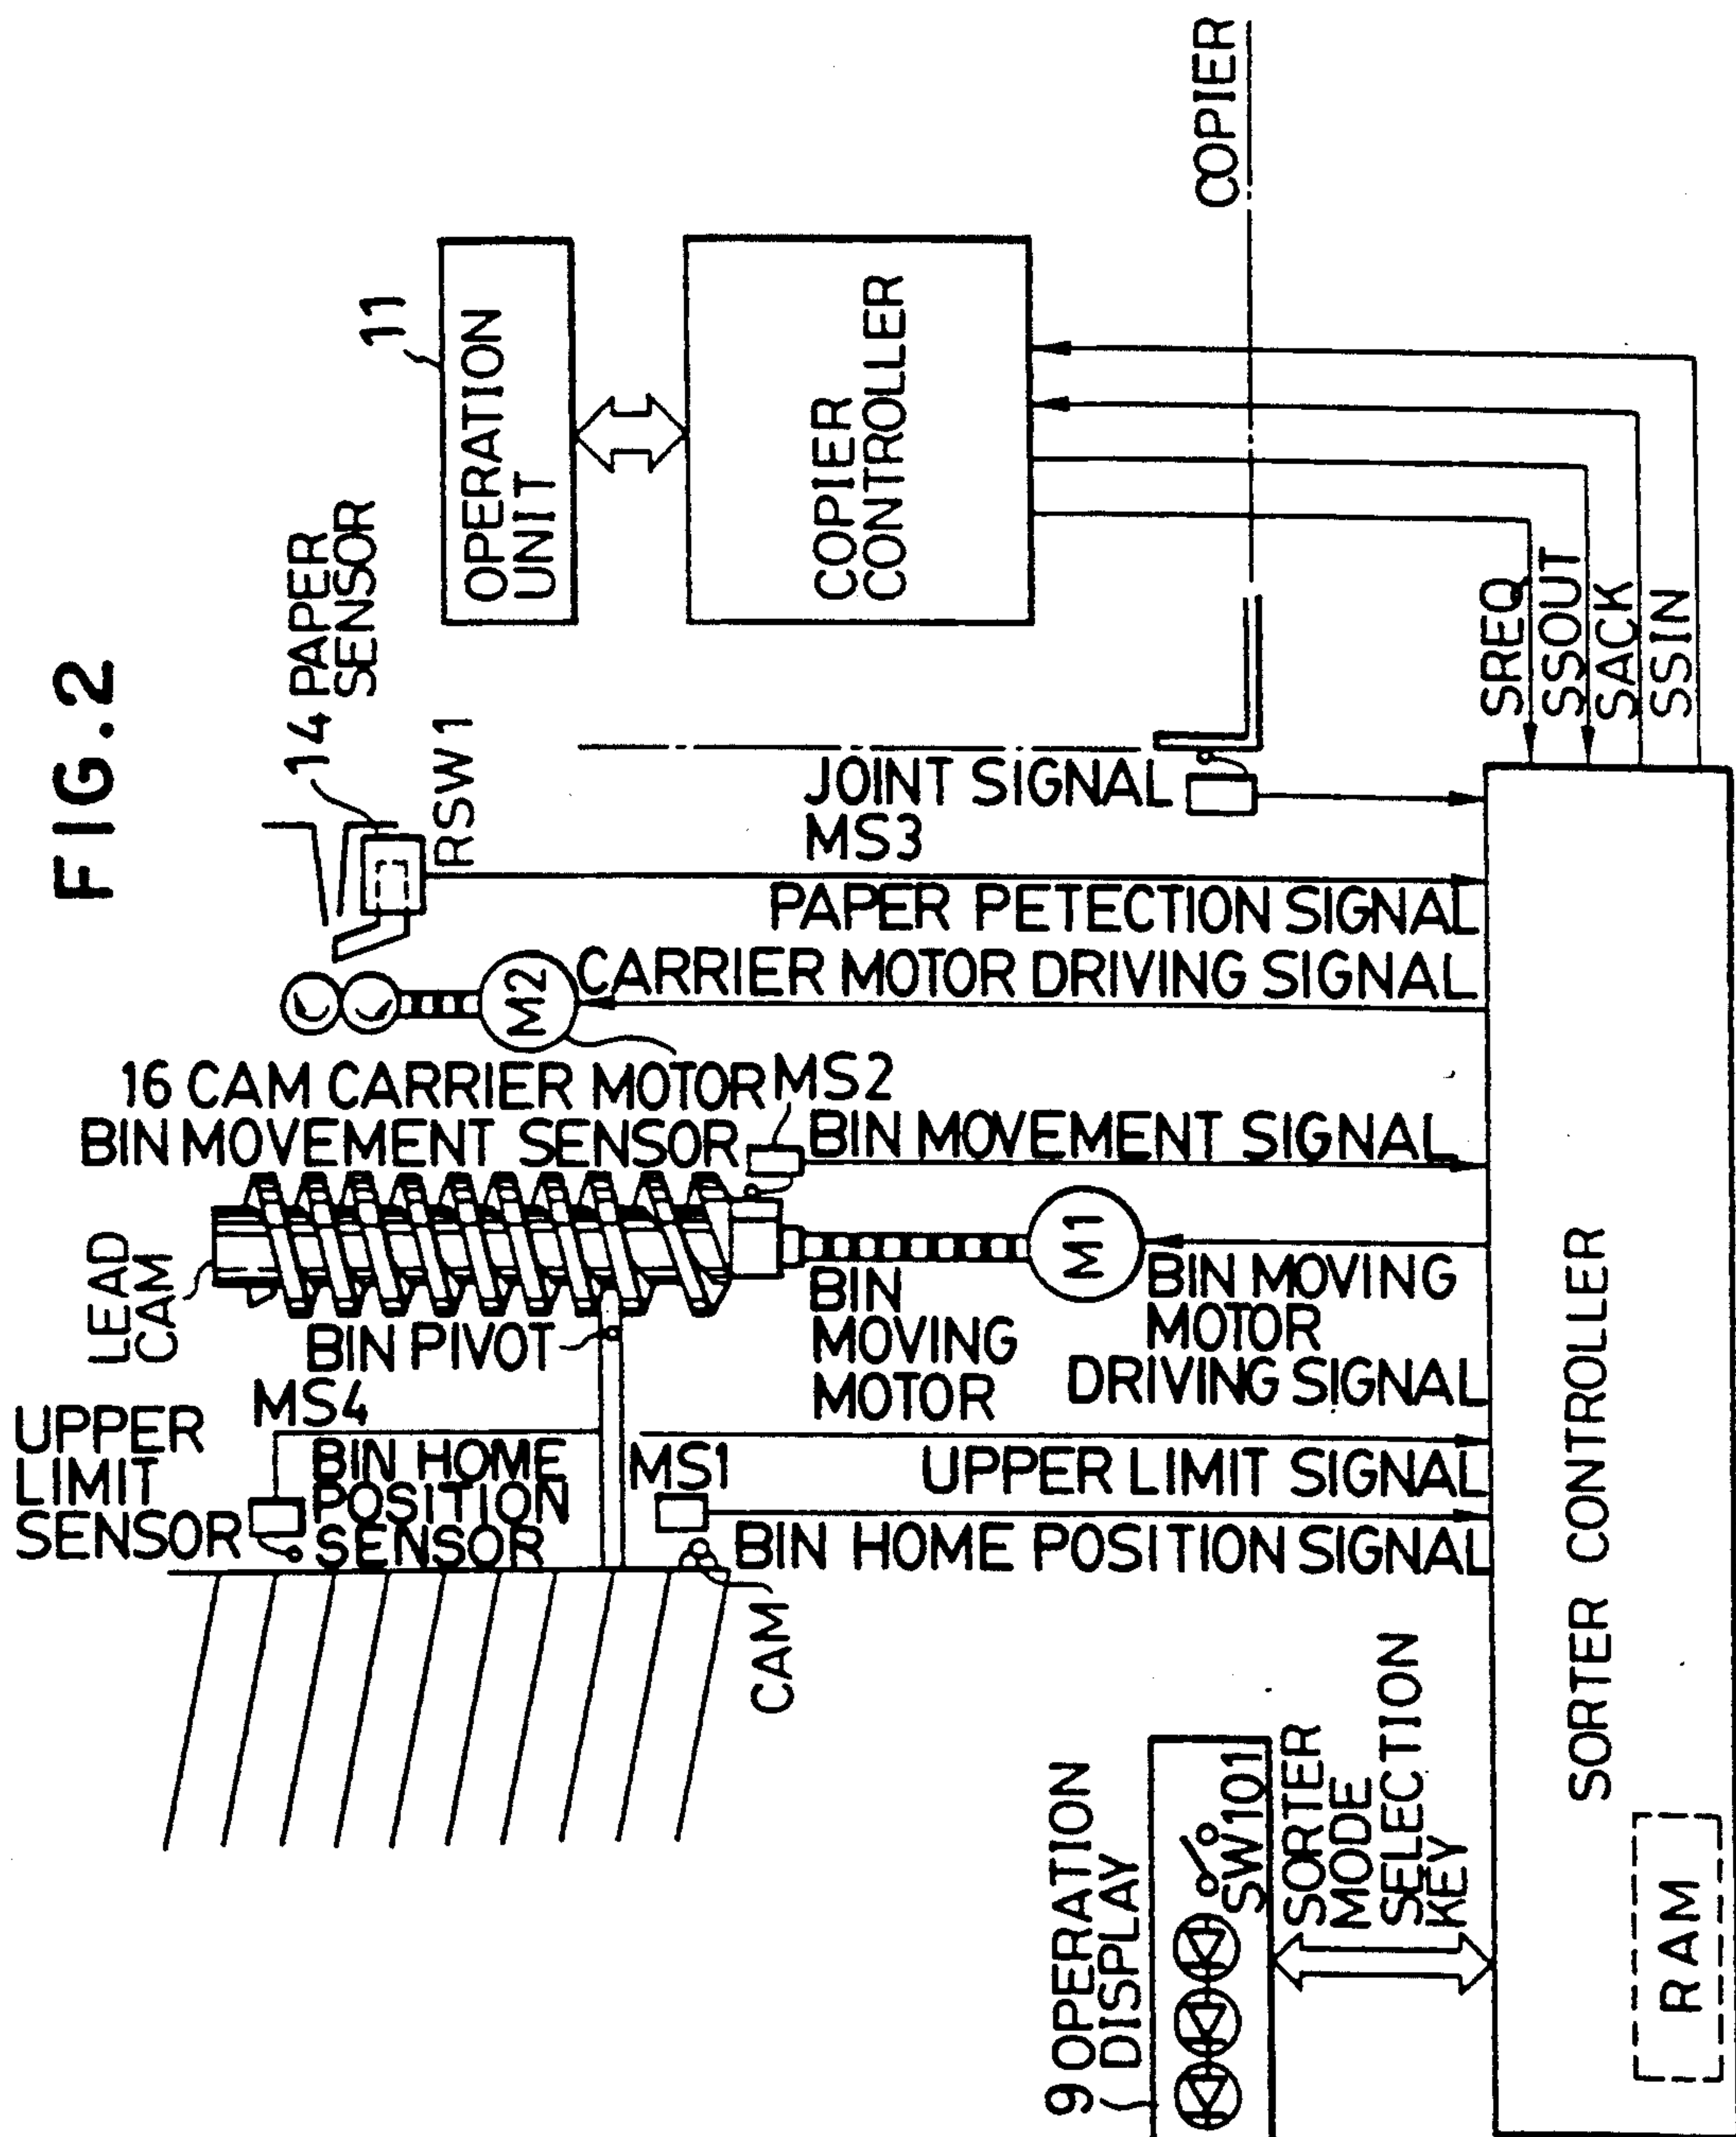 FIG.2
UPPER
LIMIT
SENSOR
MS4
BIN HOME
POSITION
SENSOR
LEAD
CAM
BIN PIVOT
16 CAM CARRIER MOTOR
BIN MOVEMENT SENSOR
MS2
14 PAPER
SENSOR
RSW1
11
OPERATION
UNIT
MS1
CAM
BIN
MOVING
MOTOR
M1
M2
COPIER
CONTROLLER
BIN MOVEMENT SIGNAL
BIN MOVING
MOTOR
DRIVING SIGNAL
UPPER LIMIT SIGNAL
BIN HOME POSITION SIGNAL
CARRIER MOTOR DRIVING SIGNAL
PAPER PETECTION SIGNAL
JOINT SIGNAL
MS3
COPIER
9 OPERATION
DISPLAY
SW101
SORTER
MODE
SELECTION
KEY
SREQ
SSOUT
SACK
SSIN
SORTER CONTROLLER
RAM